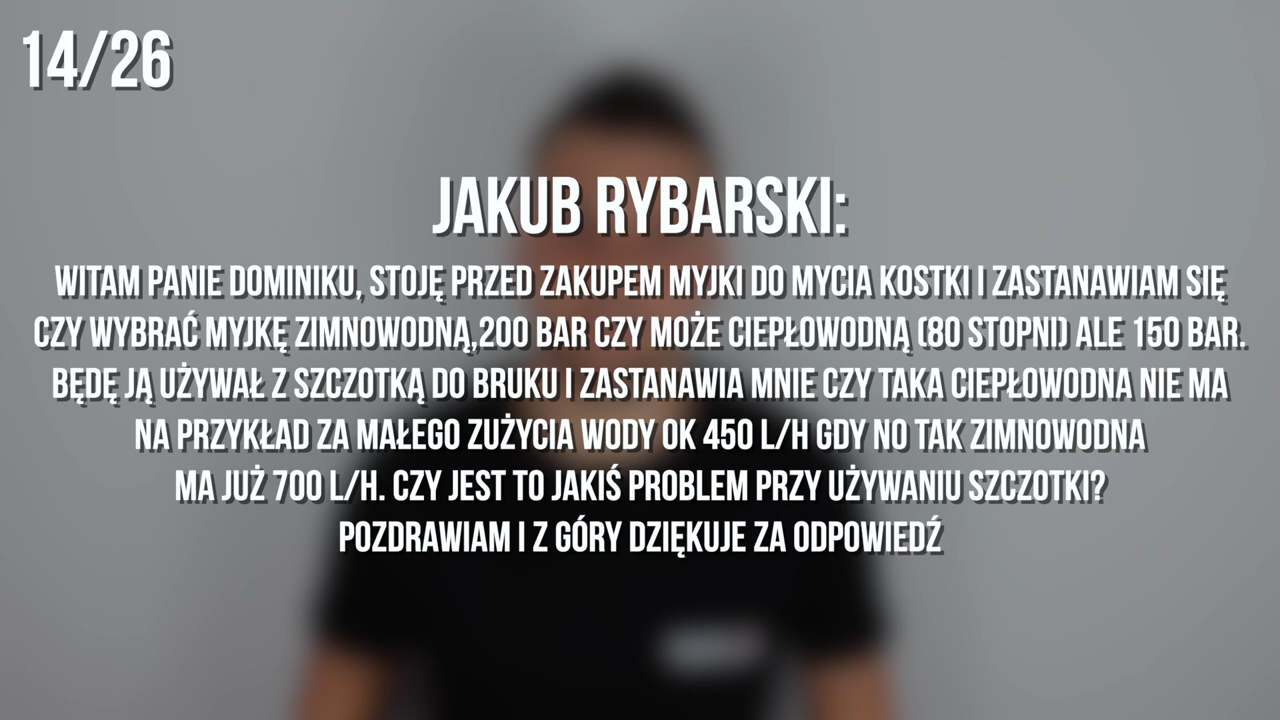 14/26
JAKUB RYBARSKI:
WITAM PANIE DOMINIKU, STOJĘ PRZED ZAKUPEM MYJKI DO MYCIA KOSTKI I ZASTANAWIAM SIĘ
CZY WYBRAĆ MYJKĘ ZIMNOWODNĄ,200 BAR CZY MOŻE CIEPŁOWODNĄ (80 STOPNI) ALE 150 BAR.
BĘDĘ JĄ UŻYWAŁ Z SZCZOTKĄ DO BRUKU I ZASTANAWIA MNIE CZY TAKA CIEPŁOWODNA NIE MA
NA PRZYKŁAD ZA MAŁEGO ZUŻYCIA WODY OK 450 L/H GDY NO TAK ZIMNOWODNA
MA JUŻ 700 L/H. CZY JEST TO JAKIŚ PROBLEM PRZY UŻYWANIU SZCZOTKI?
POZDRAWIAM I Z GÓRY DZIĘKUJE ZA ODPOWIEDŹ